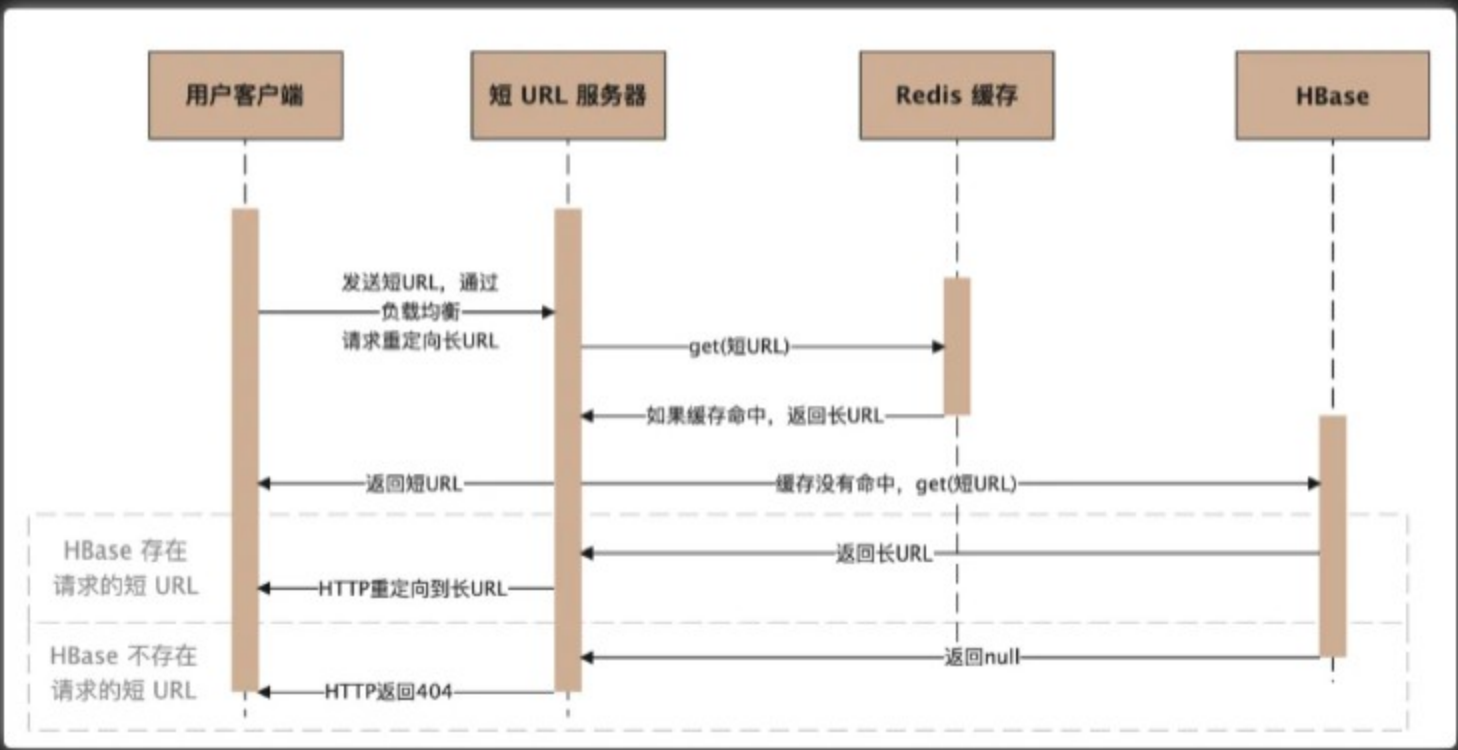 用户客户端
短 URL 服务器
Redis 缓存
HBase
发送短URL，通过
负载均衡
请求重定向长URL
get(短URL)
如果缓存命中，返回长URL
返回短URL
缓存没有命中，get(短URL)
HBase 存在
请求的短 URL
返回长URL
HTTP重定向到长URL
HBase 不存在
请求的短 URL
返回null
HTTP返回404